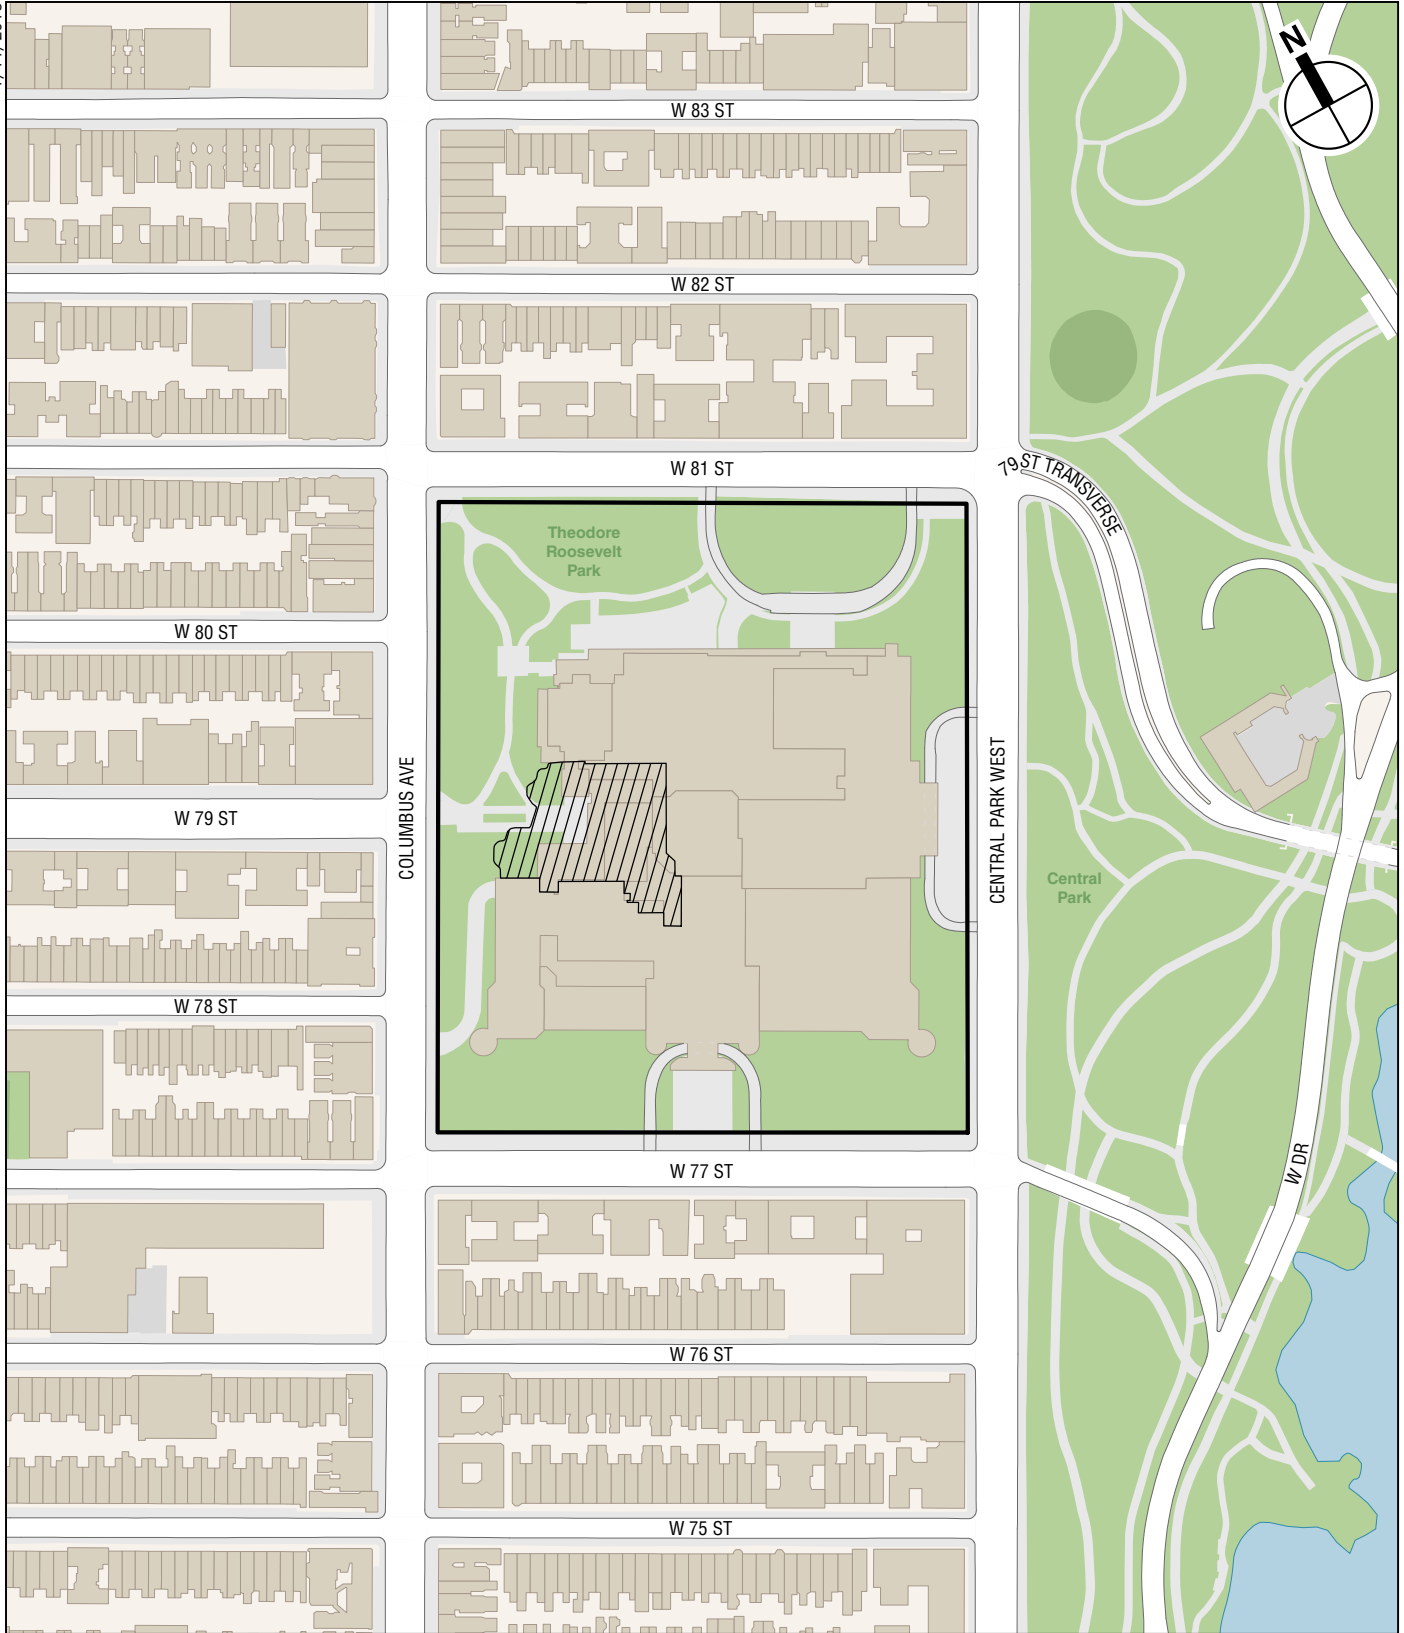 N
W 83 ST
W 82 ST
W 81 ST
79 ST TRANSVERSE
Theodore
Roosevelt
Park
W 80 ST
COLUMBUS AVE
CENTRAL PARK WEST
W 79 ST
Central
Park
W 78 ST
W 77 ST
W DR
W 76 ST
W 75 ST